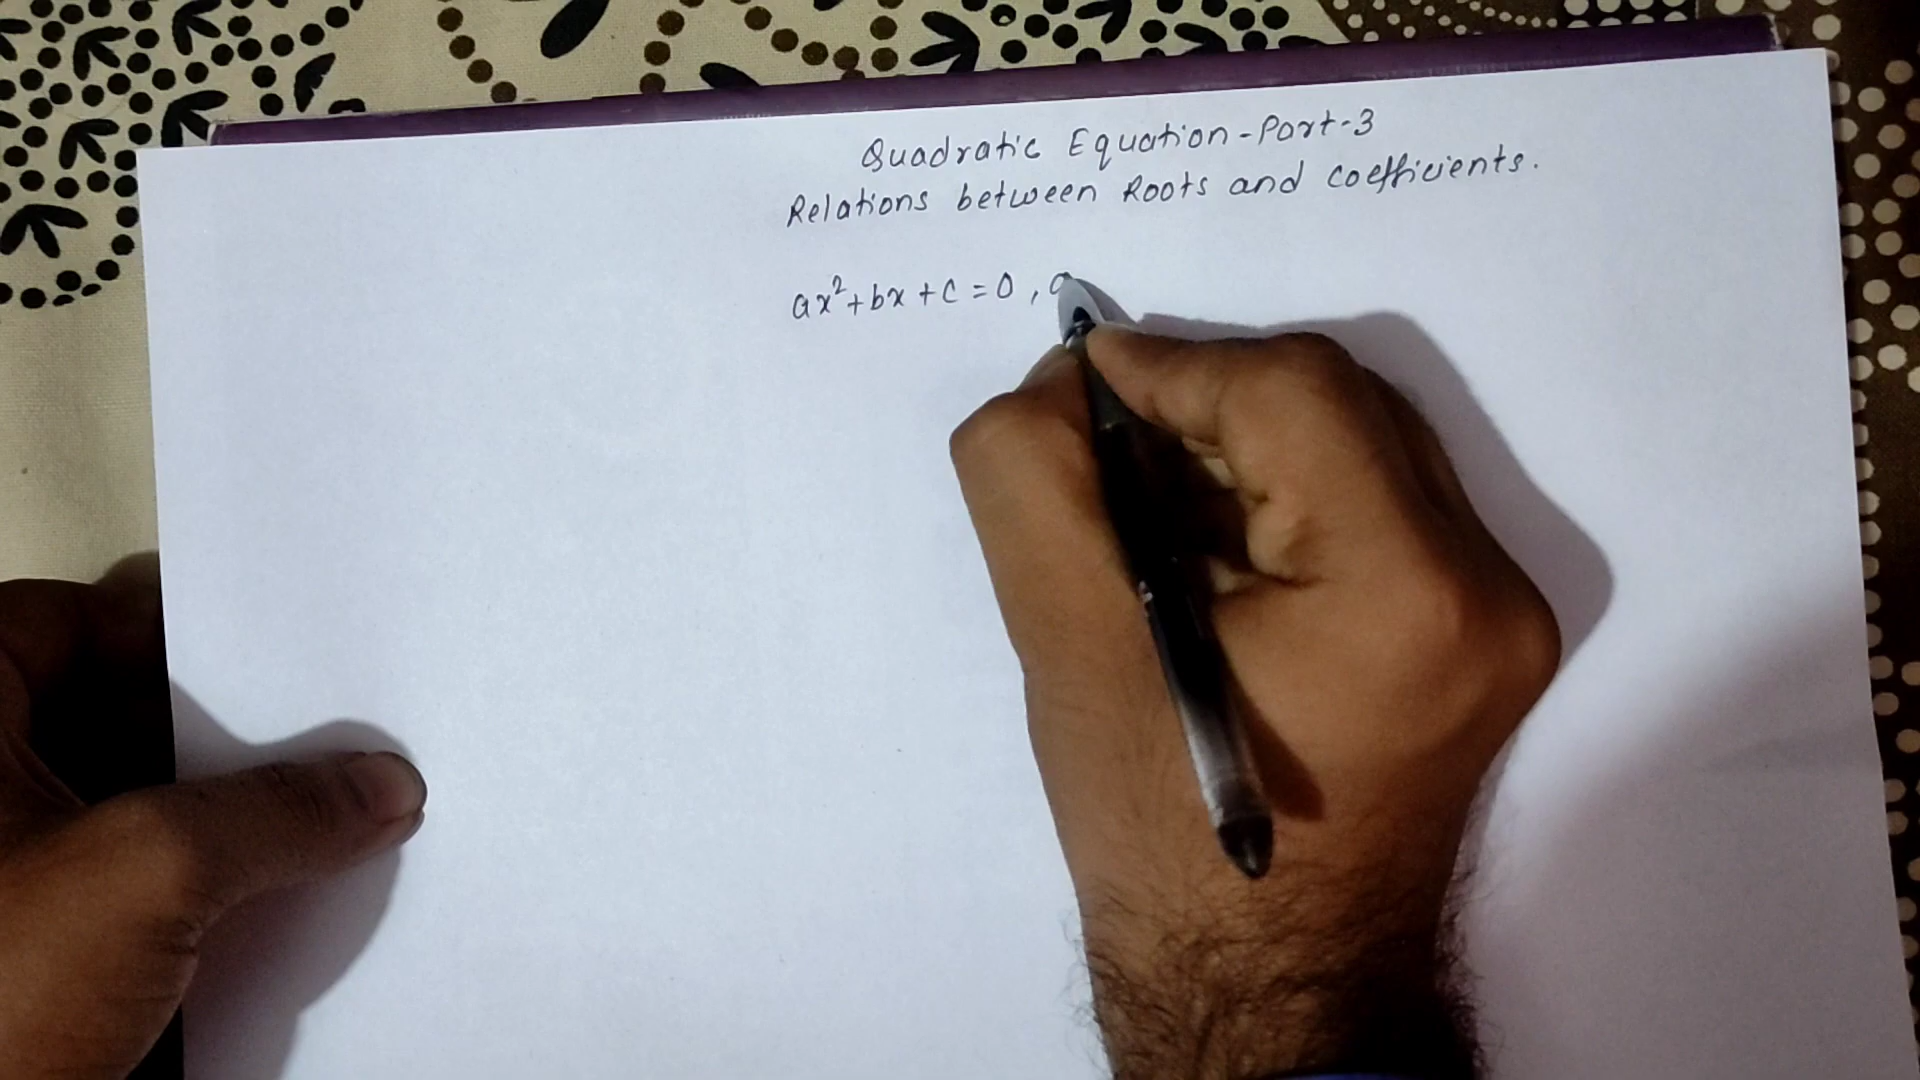 Quadratic Equation-Part-3
Relations between Roots and coefficients.
ax²+bx+c=0, a